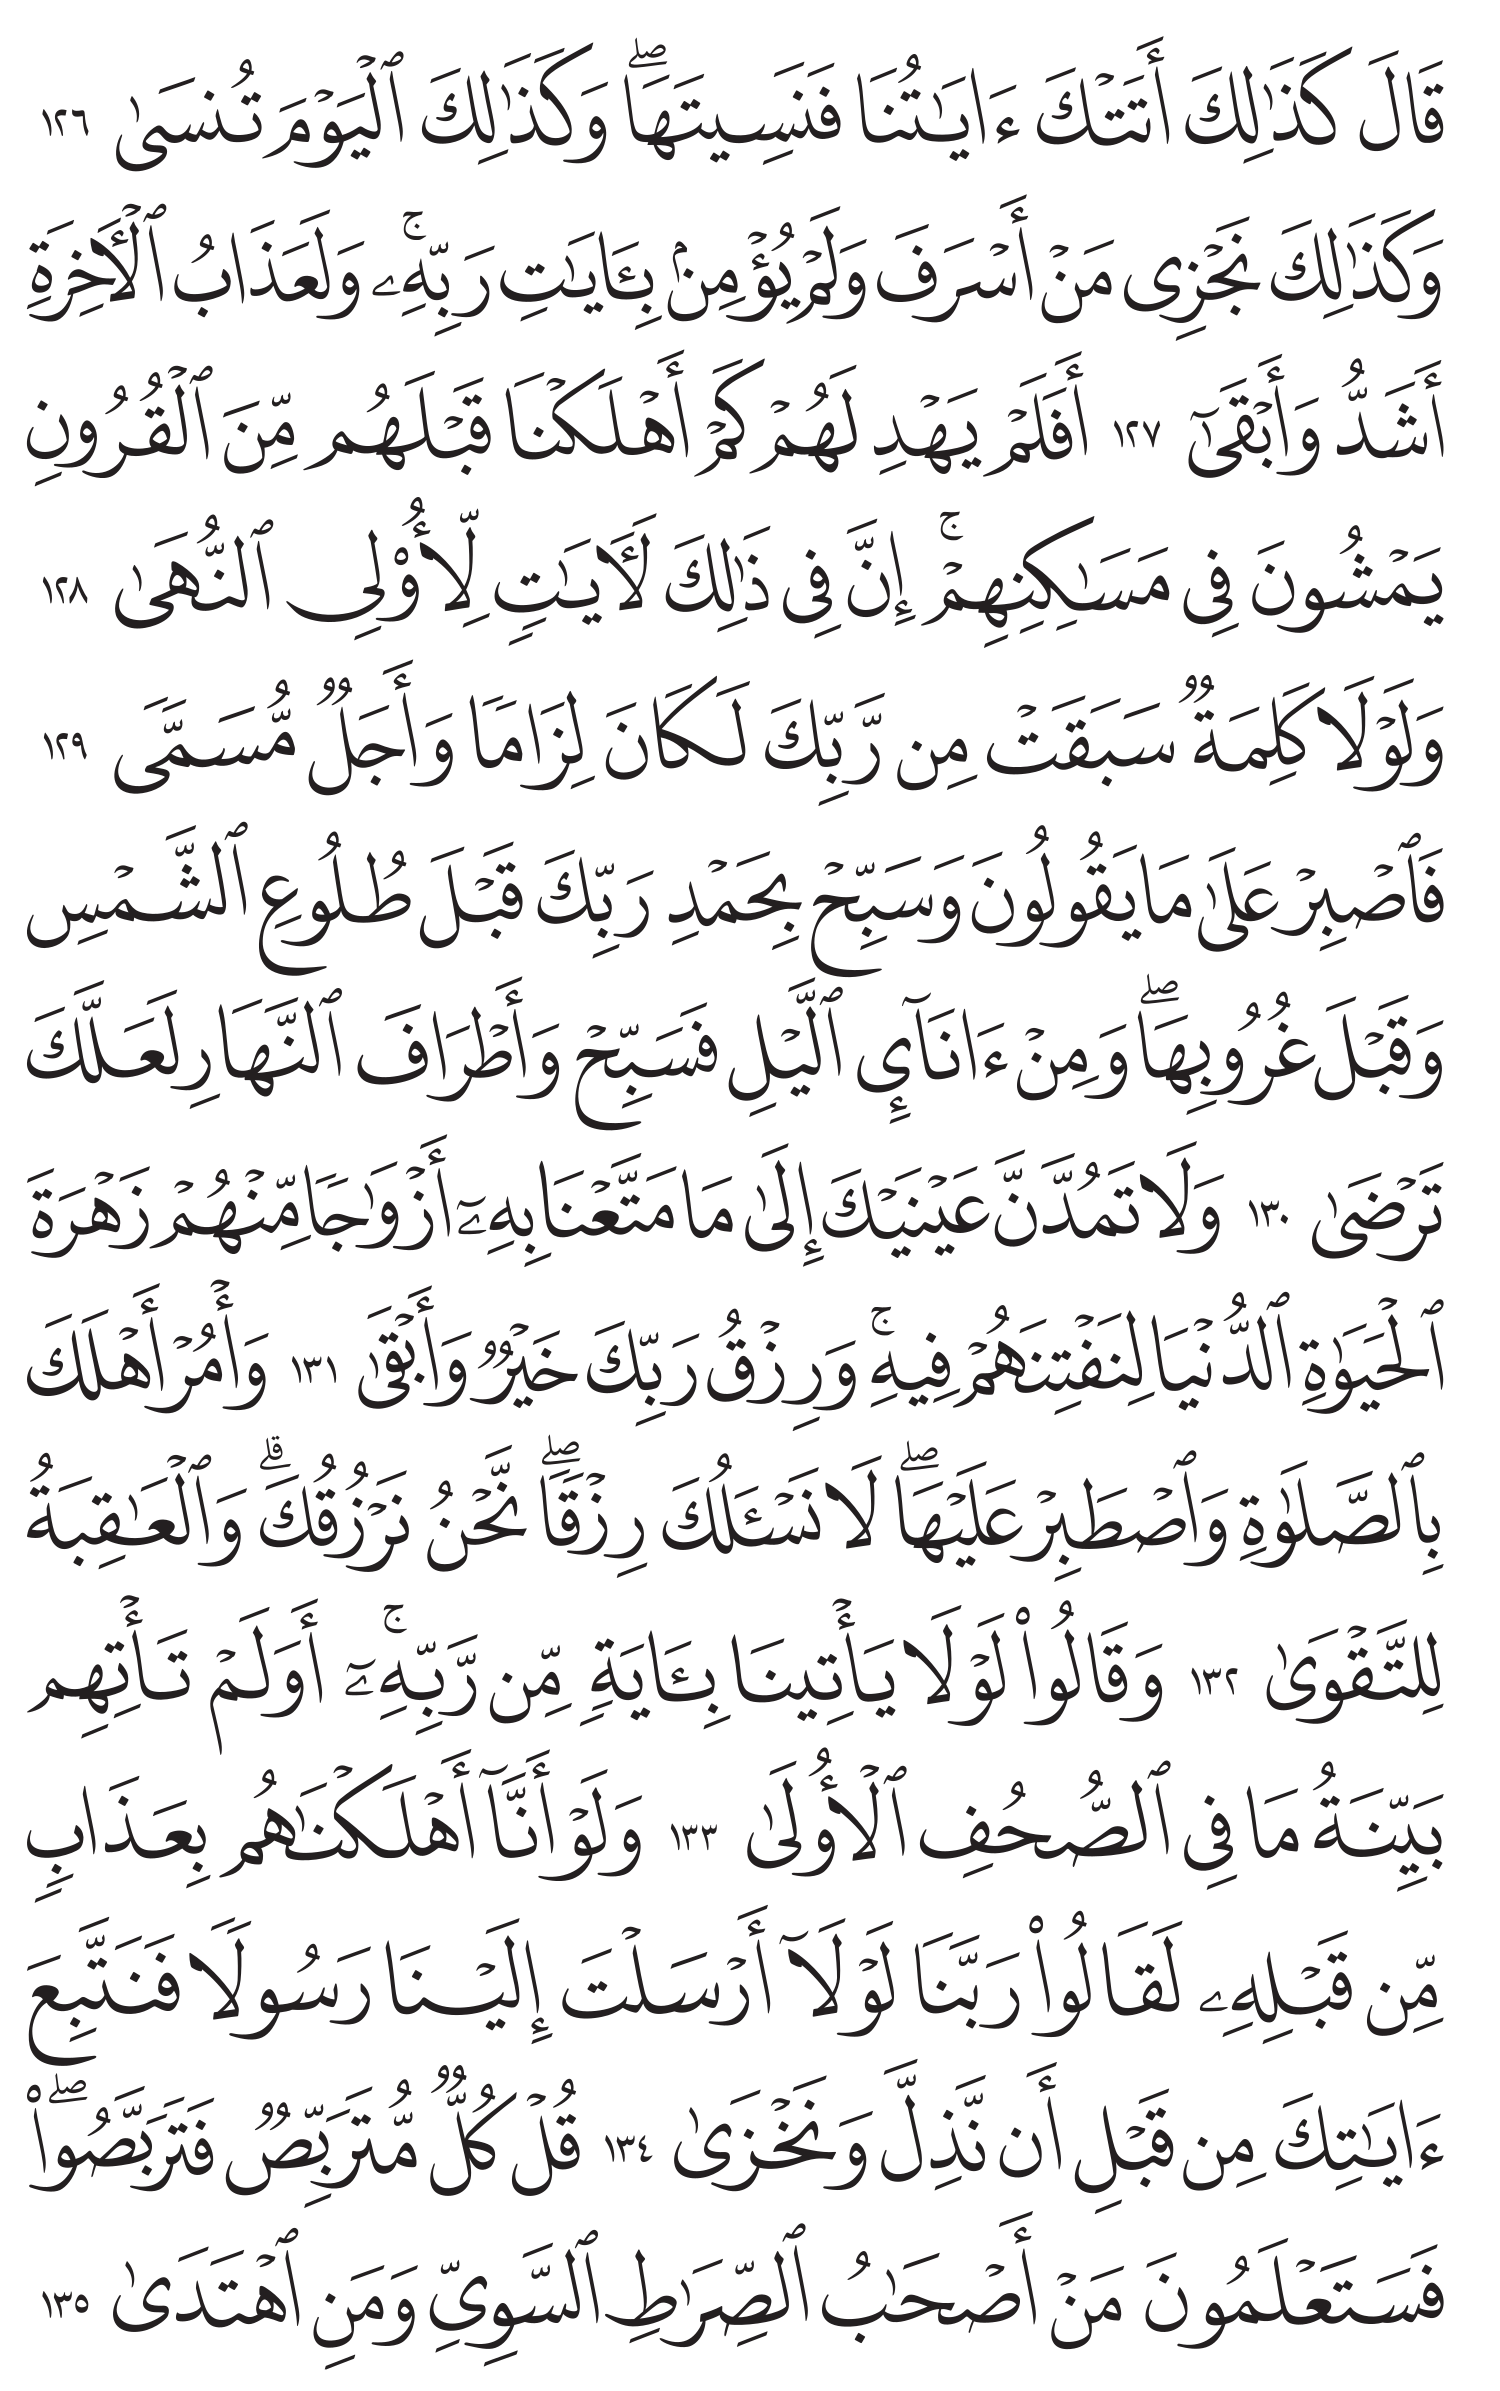 قَالَ كَذَٰلِكَ أَتَتۡكَ ءَايَٰتُنَا فَنَسِيتَهَاۖ وَكَذَٰلِكَ ٱلۡيَوۡمَ تُنسَىٰ ١٢٦
وَكَذَٰلِكَ نَجۡزِي مَنۡ أَسۡرَفَ وَلَمۡ يُؤۡمِنۢ بِـَٔايَٰتِ رَبِّهِۦۚ وَلَعَذَابُ ٱلۡأٓخِرَةِ
أَشَدُّ وَأَبۡقَىٰٓ ١٢٧ أَفَلَمۡ يَهۡدِ لَهُمۡ كَمۡ أَهۡلَكۡنَا قَبۡلَهُم مِّنَ ٱلۡقُرُونِ
يَمۡشُونَ فِي مَسَٰكِنِهِمۡۚ إِنَّ فِي ذَٰلِكَ لَأٓيَٰتٖ لِّأُوْلِي ٱلنُّهَىٰ ١٢٨
وَلَوۡلَا كَلِمَةٞ سَبَقَتۡ مِن رَّبِّكَ لَكَانَ لِزَامٗا وَأَجَلٞ مُّسَمّٗى ١٢٩
فَٱصۡبِرۡ عَلَىٰ مَا يَقُولُونَ وَسَبِّحۡ بِحَمۡدِ رَبِّكَ قَبۡلَ طُلُوعِ ٱلشَّمۡسِ
وَقَبۡلَ غُرُوبِهَاۖ وَمِنۡ ءَانَآيِٕ ٱلَّيۡلِ فَسَبِّحۡ وَأَطۡرَافَ ٱلنَّهَارِ لَعَلَّكَ
تَرۡضَىٰ ١٣٠ وَلَا تَمُدَّنَّ عَيۡنَيۡكَ إِلَىٰ مَا مَتَّعۡنَا بِهِۦٓ أَزۡوَٰجٗا مِّنۡهُمۡ زَهۡرَةَ
ٱلۡحَيَوٰةِ ٱلدُّنۡيَا لِنَفۡتِنَهُمۡ فِيهِۚ وَرِزۡقُ رَبِّكَ خَيۡرٞ وَأَبۡقَىٰ ١٣١ وَأۡمُرۡ أَهۡلَكَ
بِٱلصَّلَوٰةِ وَٱصۡطَبِرۡ عَلَيۡهَاۖ لَا نَسۡـَٔلُكَ رِزۡقٗاۖ نَّحۡنُ نَرۡزُقُكَۗ وَٱلۡعَٰقِبَةُ
لِلتَّقۡوَىٰ ١٣٢ وَقَالُواْ لَوۡلَا يَأۡتِينَا بِـَٔايَةٖ مِّن رَّبِّهِۦٓۚ أَوَلَمۡ تَأۡتِهِم
بَيِّنَةُ مَا فِي ٱلصُّحُفِ ٱلۡأُولَىٰ ١٣٣ وَلَوۡ أَنَّآ أَهۡلَكۡنَٰهُم بِعَذَابٖ
مِّن قَبۡلِهِۦ لَقَالُواْ رَبَّنَا لَوۡلَآ أَرۡسَلۡتَ إِلَيۡنَا رَسُولٗا فَنَتَّبِعَ
ءَايَٰتِكَ مِن قَبۡلِ أَن نَّذِلَّ وَنَخۡزَىٰ ١٣٤ قُلۡ كُلّٞ مُّتَرَبِّصٞ فَتَرَبَّصُواْۖ
فَسَتَعۡلَمُونَ مَنۡ أَصۡحَٰبُ ٱلصِّرَٰطِ ٱلسَّوِيِّ وَمَنِ ٱهۡتَدَىٰ ١٣٥